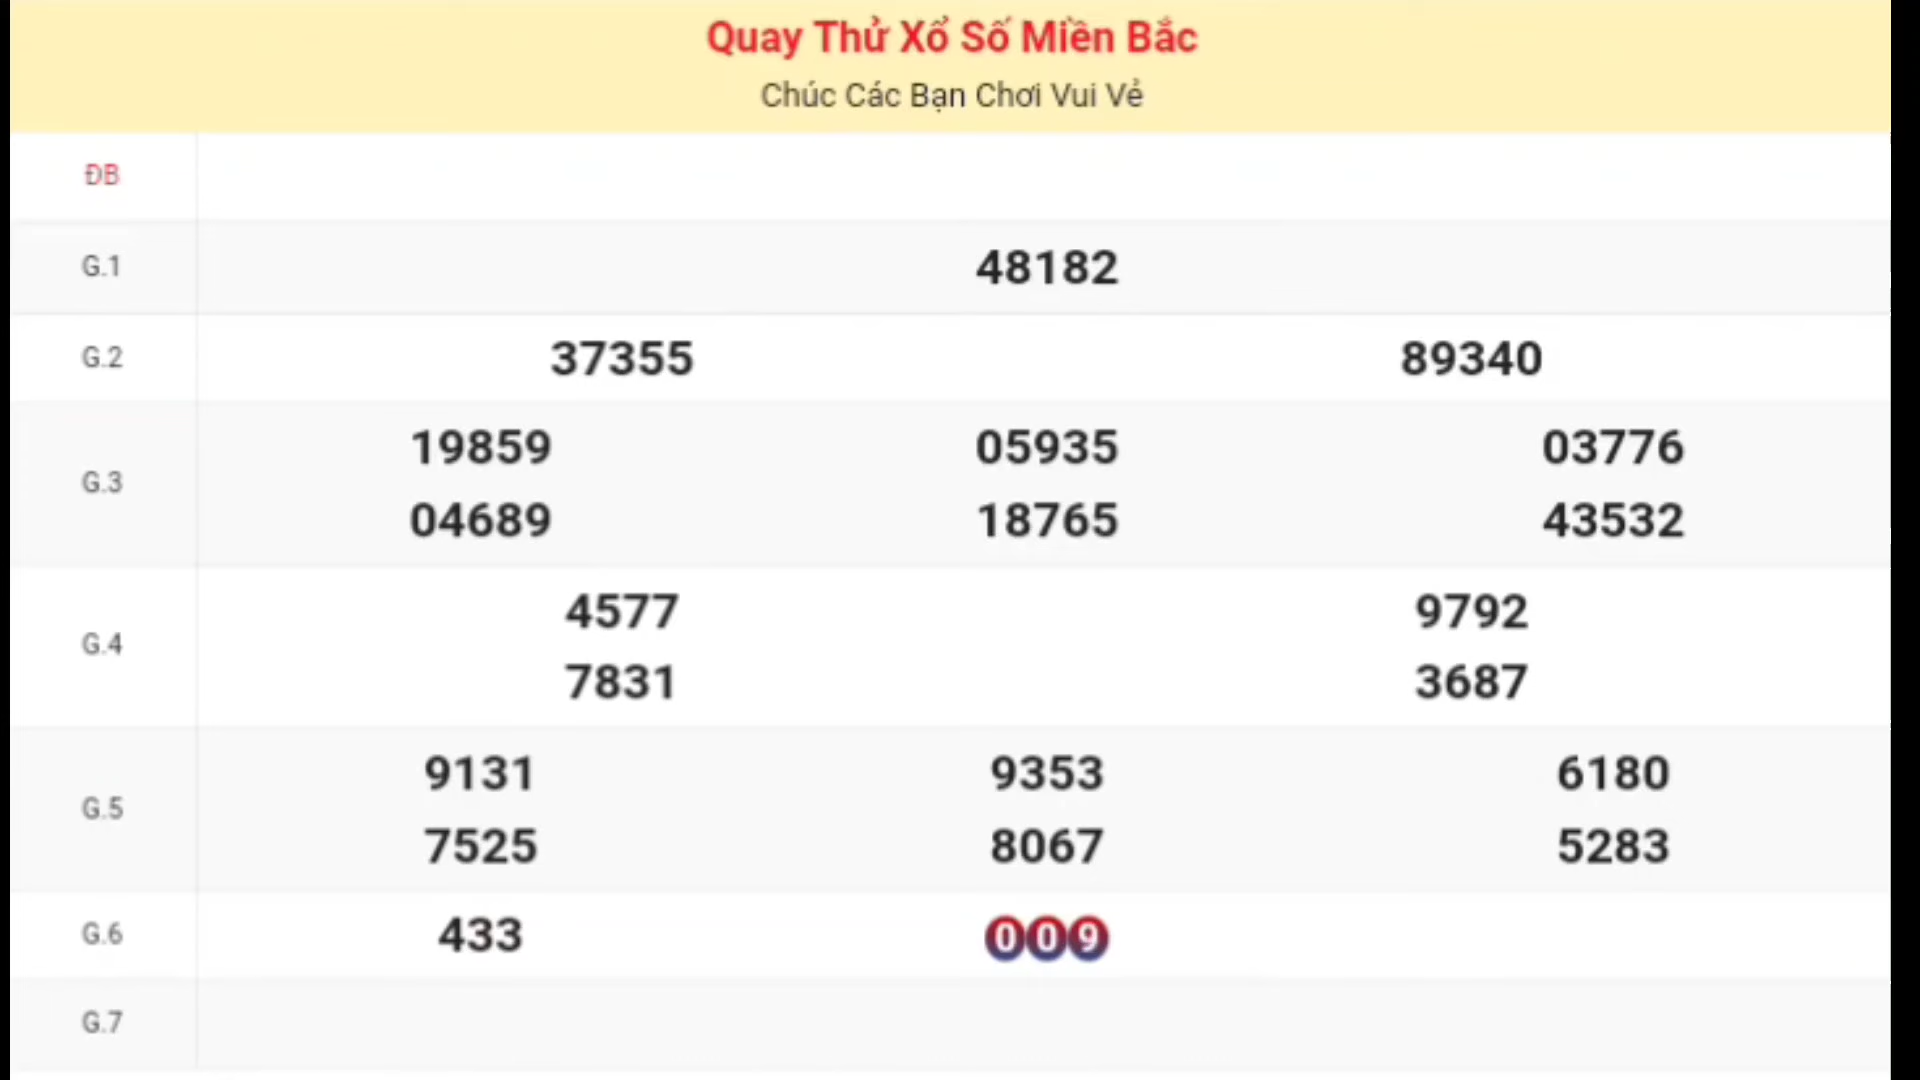 Quay Thử Xổ Số Miền Bắc
Chúc Các Bạn Chơi Vui Vẻ
ĐB
G.1 48182
G.2 37355 89340
G.3 19859 05935 03776
04689 18765 43532
G.4 4577 9792
7831 3687
G.5 9131 9353 6180
7525 8067 5283
G.6 433 009
G.7